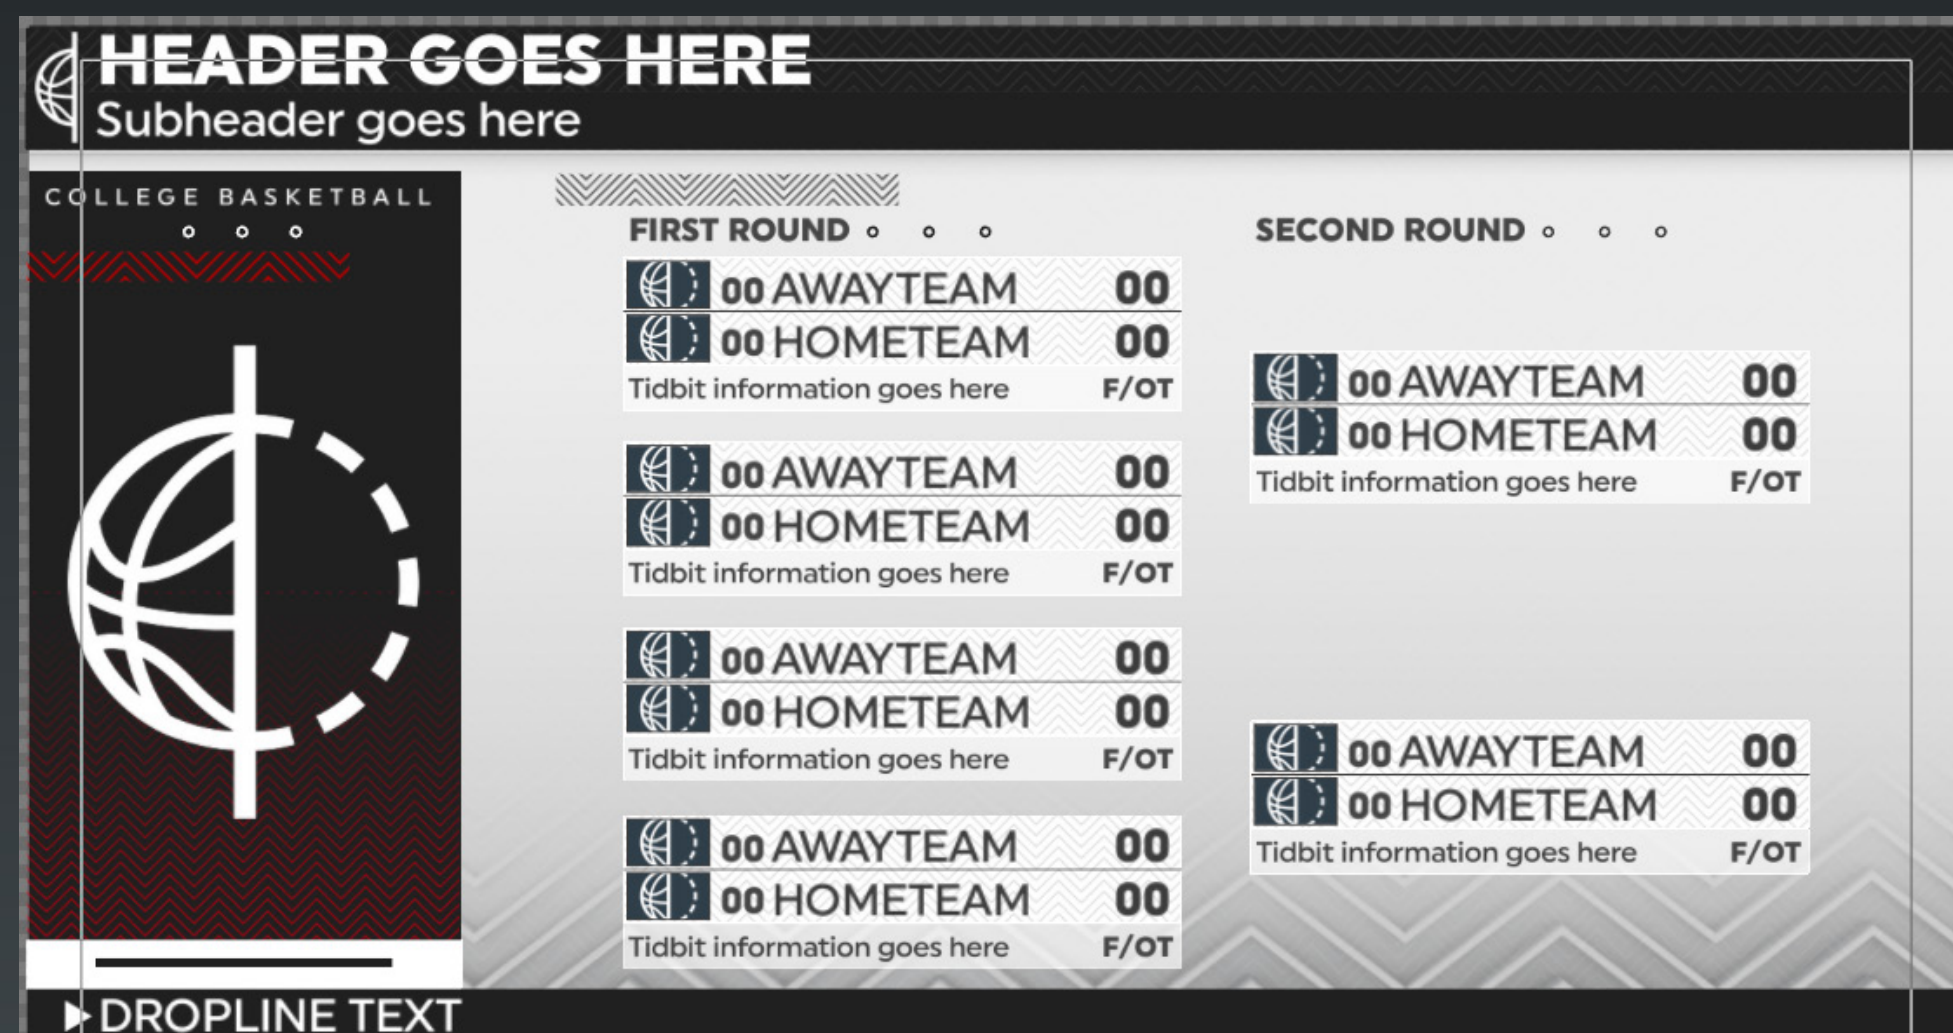 HEADER GOES HERE
Subheader goes here
COLLEGE BASKETBALL
FIRST ROUND
00 AWAYTEAM 00
00 HOMETEAM 00
Tidbit information goes here F/OT
00 AWAYTEAM 00
00 HOMETEAM 00
Tidbit information goes here F/OT
00 AWAYTEAM 00
00 HOMETEAM 00
Tidbit information goes here F/OT
00 AWAYTEAM 00
00 HOMETEAM 00
Tidbit information goes here F/OT
SECOND ROUND
00 AWAYTEAM 00
00 HOMETEAM 00
Tidbit information goes here F/OT
00 AWAYTEAM 00
00 HOMETEAM 00
Tidbit information goes here F/OT
DROPLINE TEXT